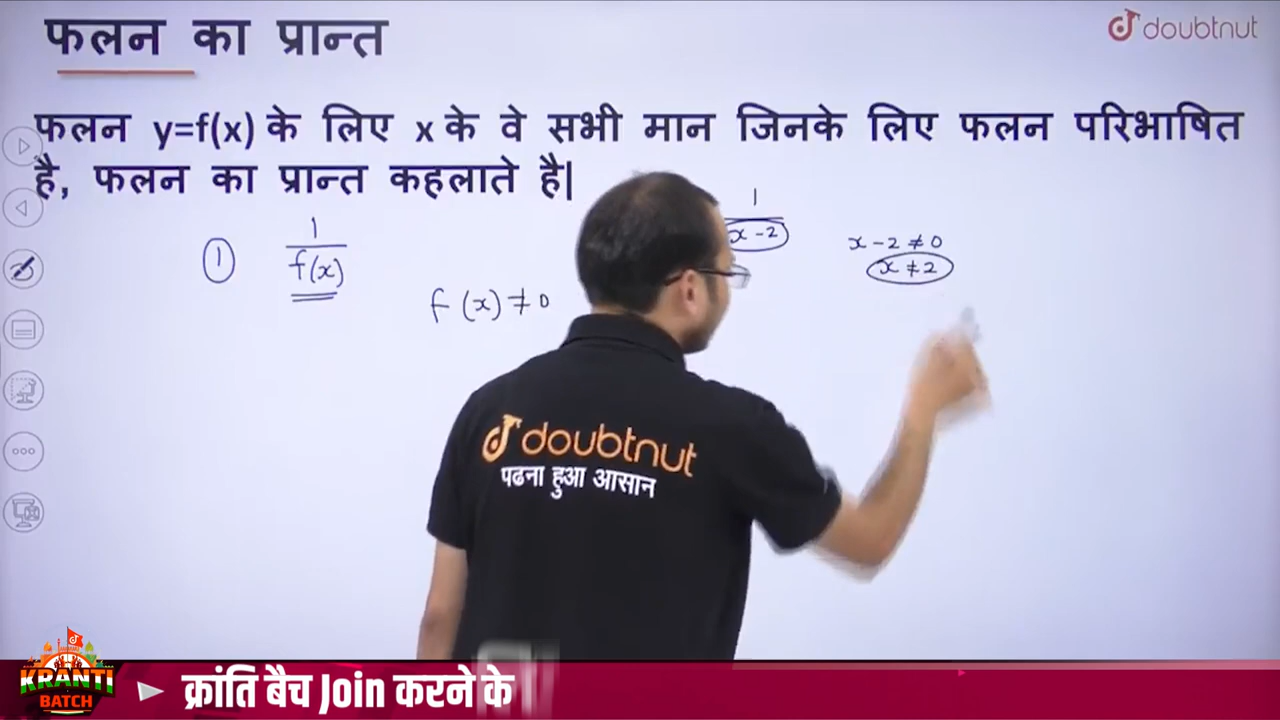 फलन का प्रान्त
doubtnut
फलन y=f(x) के लिए x के वे सभी मान जिनके लिए फलन परिभाषित
है, फलन का प्रान्त कहलाते है|
① 1/f(x)
f(x) ≠ 0
1/x-2
x-2≠0
x≠2
doubtnut
पढना हुआ आसान
KRANTI
BATCH
क्रांति बैच Join करने के